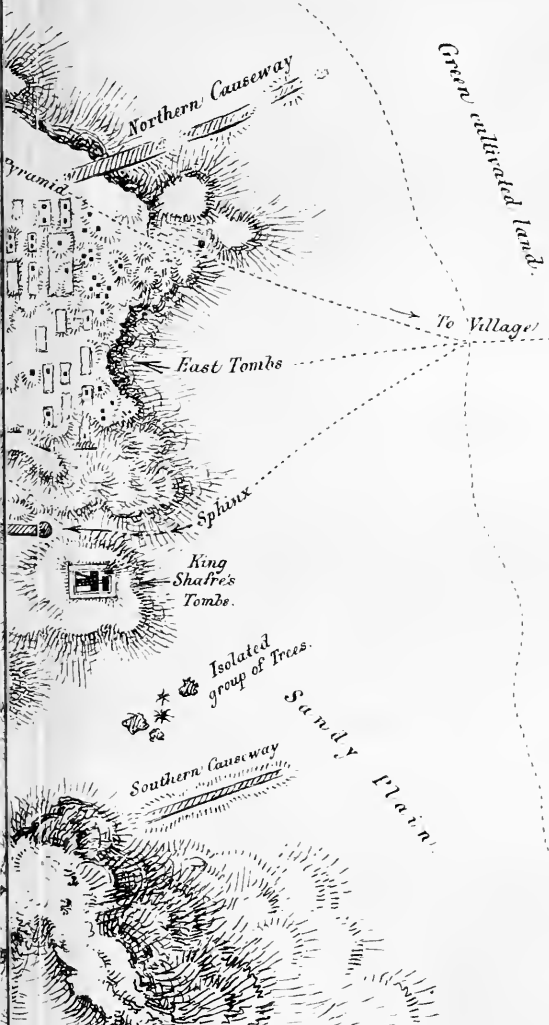 Northern Causeway
Green cultivated land.
Pyramid
To Village
East Tombs
Sphinx
King
Shafre's
Tombs.
Isolated
group of Trees.
Sandy Plain
Southern Causeway